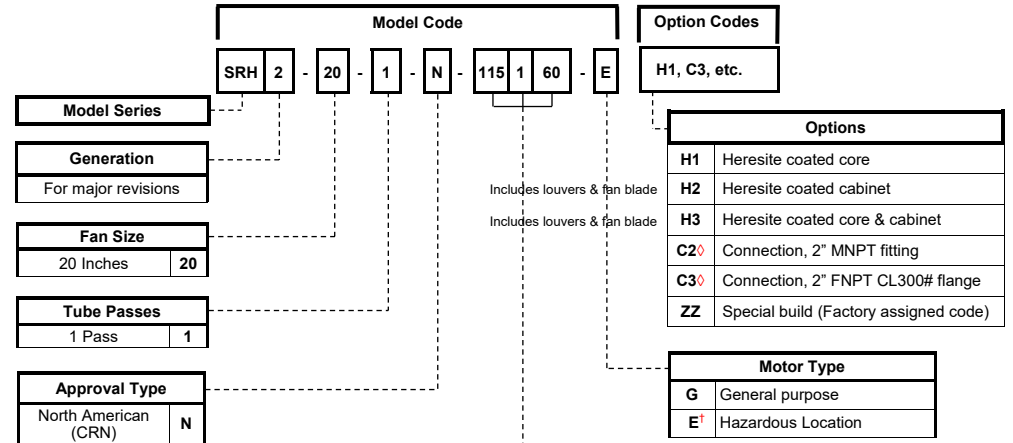 Model Code
Option Codes
SRH 2 - 20 - 1 - N - 115 1 60 - E
H1, C3, etc.
Model Series
Generation
For major revisions
Fan Size
20 Inches 20
Tube Passes
1 Pass 1
Approval Type
North American
(CRN) N
Options
H1 Heresite coated core
Includes louvers & fan blade H2 Heresite coated cabinet
Includes louvers & fan blade H3 Heresite coated core & cabinet
C2◊ Connection, 2” MNPT fitting
C3◊ Connection, 2” FNPT CL300# flange
ZZ Special build (Factory assigned code)
Motor Type
G General purpose
E† Hazardous Location